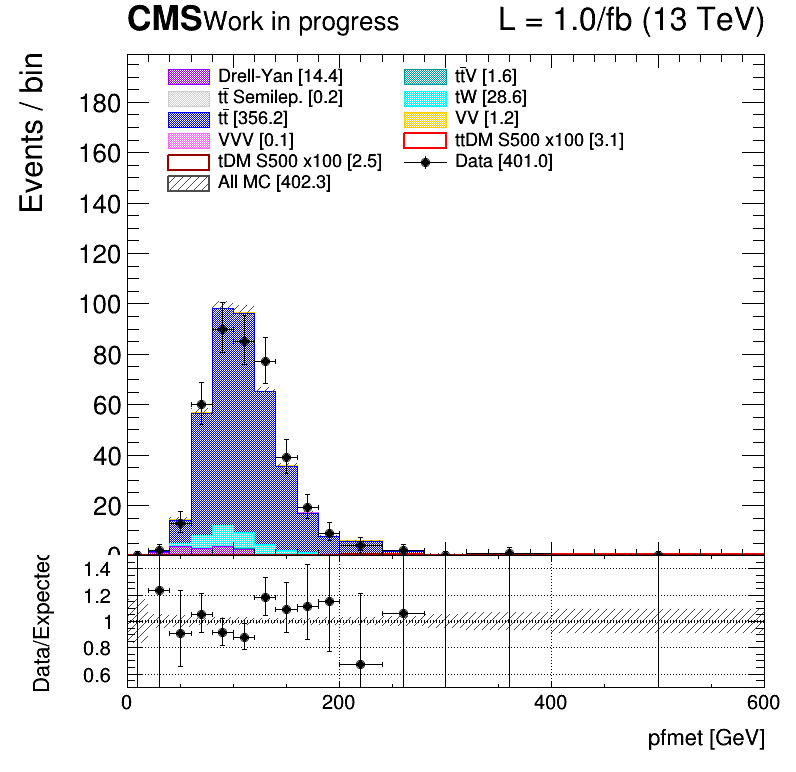 CMS Work in progress L = 1.0/fb (13 TeV)
Events / bin
Drell-Yan [14.4] tt̄V [1.6]
tt̄ Semilep. [0.2] tW [28.6]
tt̄ [356.2] VV [1.2]
VVV [0.1] ttDM S500 x100 [3.1]
tDM S500 x100 [2.5] Data [401.0]
All MC [402.3]
180
160
140
120
100
80
60
40
20
0
Data/Expected
1.4
1.2
1
0.8
0.6
0 200 400 600
pfmet [GeV]